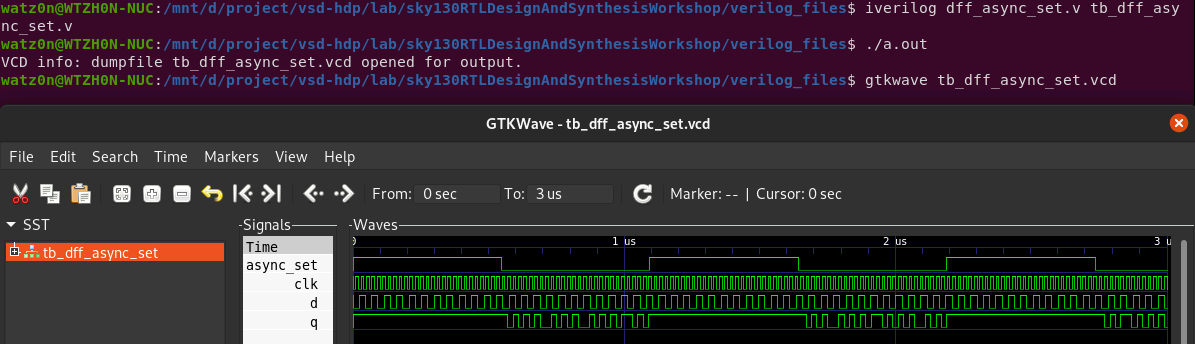 watz0n@WTZH0N-NUC:/mnt/d/project/vsd-hdp/lab/sky130RTLDesignAndSynthesisWorkshop/verilog_files$ iverilog dff_async_set.v tb_dff_asy
nc_set.v
watz0n@WTZH0N-NUC:/mnt/d/project/vsd-hdp/lab/sky130RTLDesignAndSynthesisWorkshop/verilog_files$ ./a.out
VCD info: dumpfile tb_dff_async_set.vcd opened for output.
watz0n@WTZH0N-NUC:/mnt/d/project/vsd-hdp/lab/sky130RTLDesignAndSynthesisWorkshop/verilog_files$ gtkwave tb_dff_async_set.vcd
GTKWave - tb_dff_async_set.vcd
File Edit Search Time Markers View Help
From: 0 sec To: 3 us Marker: -- | Cursor: 0 sec
SST Signals Waves
tb_dff_async_set
Time 0 1 us 2 us 3 u
async_set
clk
d
q